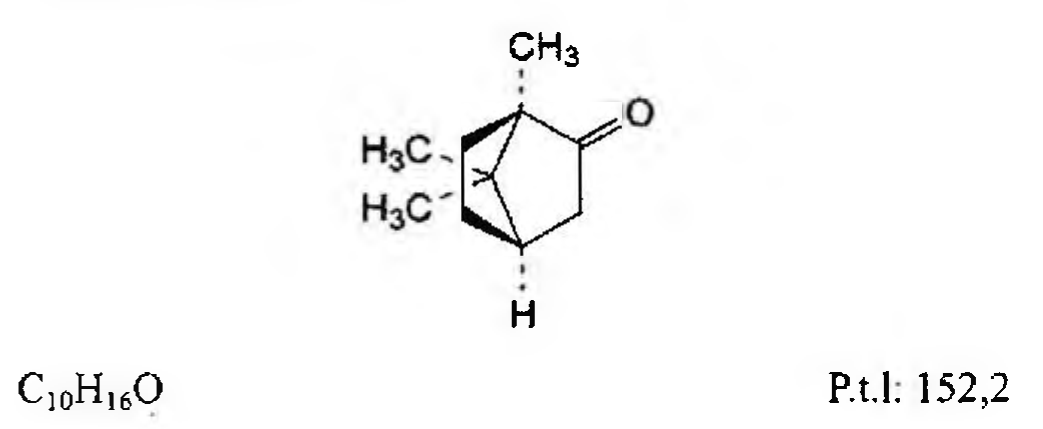 CH₃
O
H₃C
H₃C
H
C₁₀H₁₆O
P.t.l: 152,2